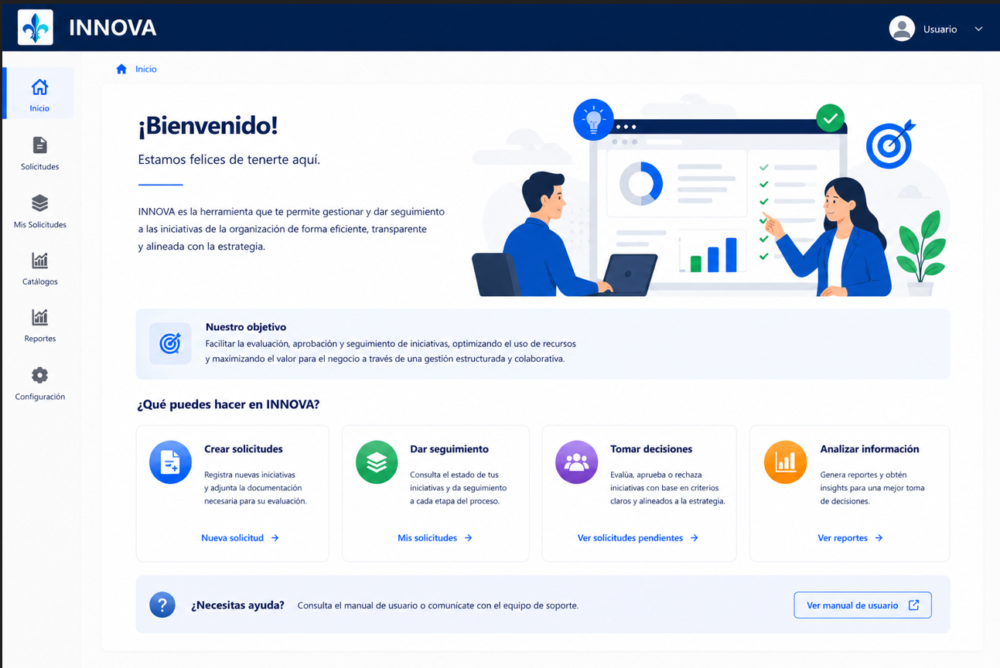 INNOVA
Usuario
Inicio
Inicio
Solicitudes
Mis Solicitudes
Catálogos
Reportes
Configuración
¡Bienvenido!
Estamos felices de tenerte aquí.
INNOVA es la herramienta que te permite gestionar y dar seguimiento
a las iniciativas de la organización de forma eficiente, transparente
y alineada con la estrategia.
Nuestro objetivo
Facilitar la evaluación, aprobación y seguimiento de iniciativas, optimizando el uso de recursos
y maximizando el valor para el negocio a través de una gestión estructurada y colaborativa.
¿Qué puedes hacer en INNOVA?
Crear solicitudes
Registra nuevas iniciativas
y adjunta la documentación
necesaria para su evaluación.
Nueva solicitud
Dar seguimiento
Consulta el estado de tus
iniciativas y da seguimiento
a cada etapa del proceso.
Mis solicitudes
Tomar decisiones
Evalúa, aprueba o rechaza
iniciativas con base en criterios
claros y alineados a la estrategia.
Ver solicitudes pendientes
Analizar información
Genera reportes y obtén
insights para una mejor toma
de decisiones.
Ver reportes
?
¿Necesitas ayuda?
Consulta el manual de usuario o comunícate con el equipo de soporte.
Ver manual de usuario